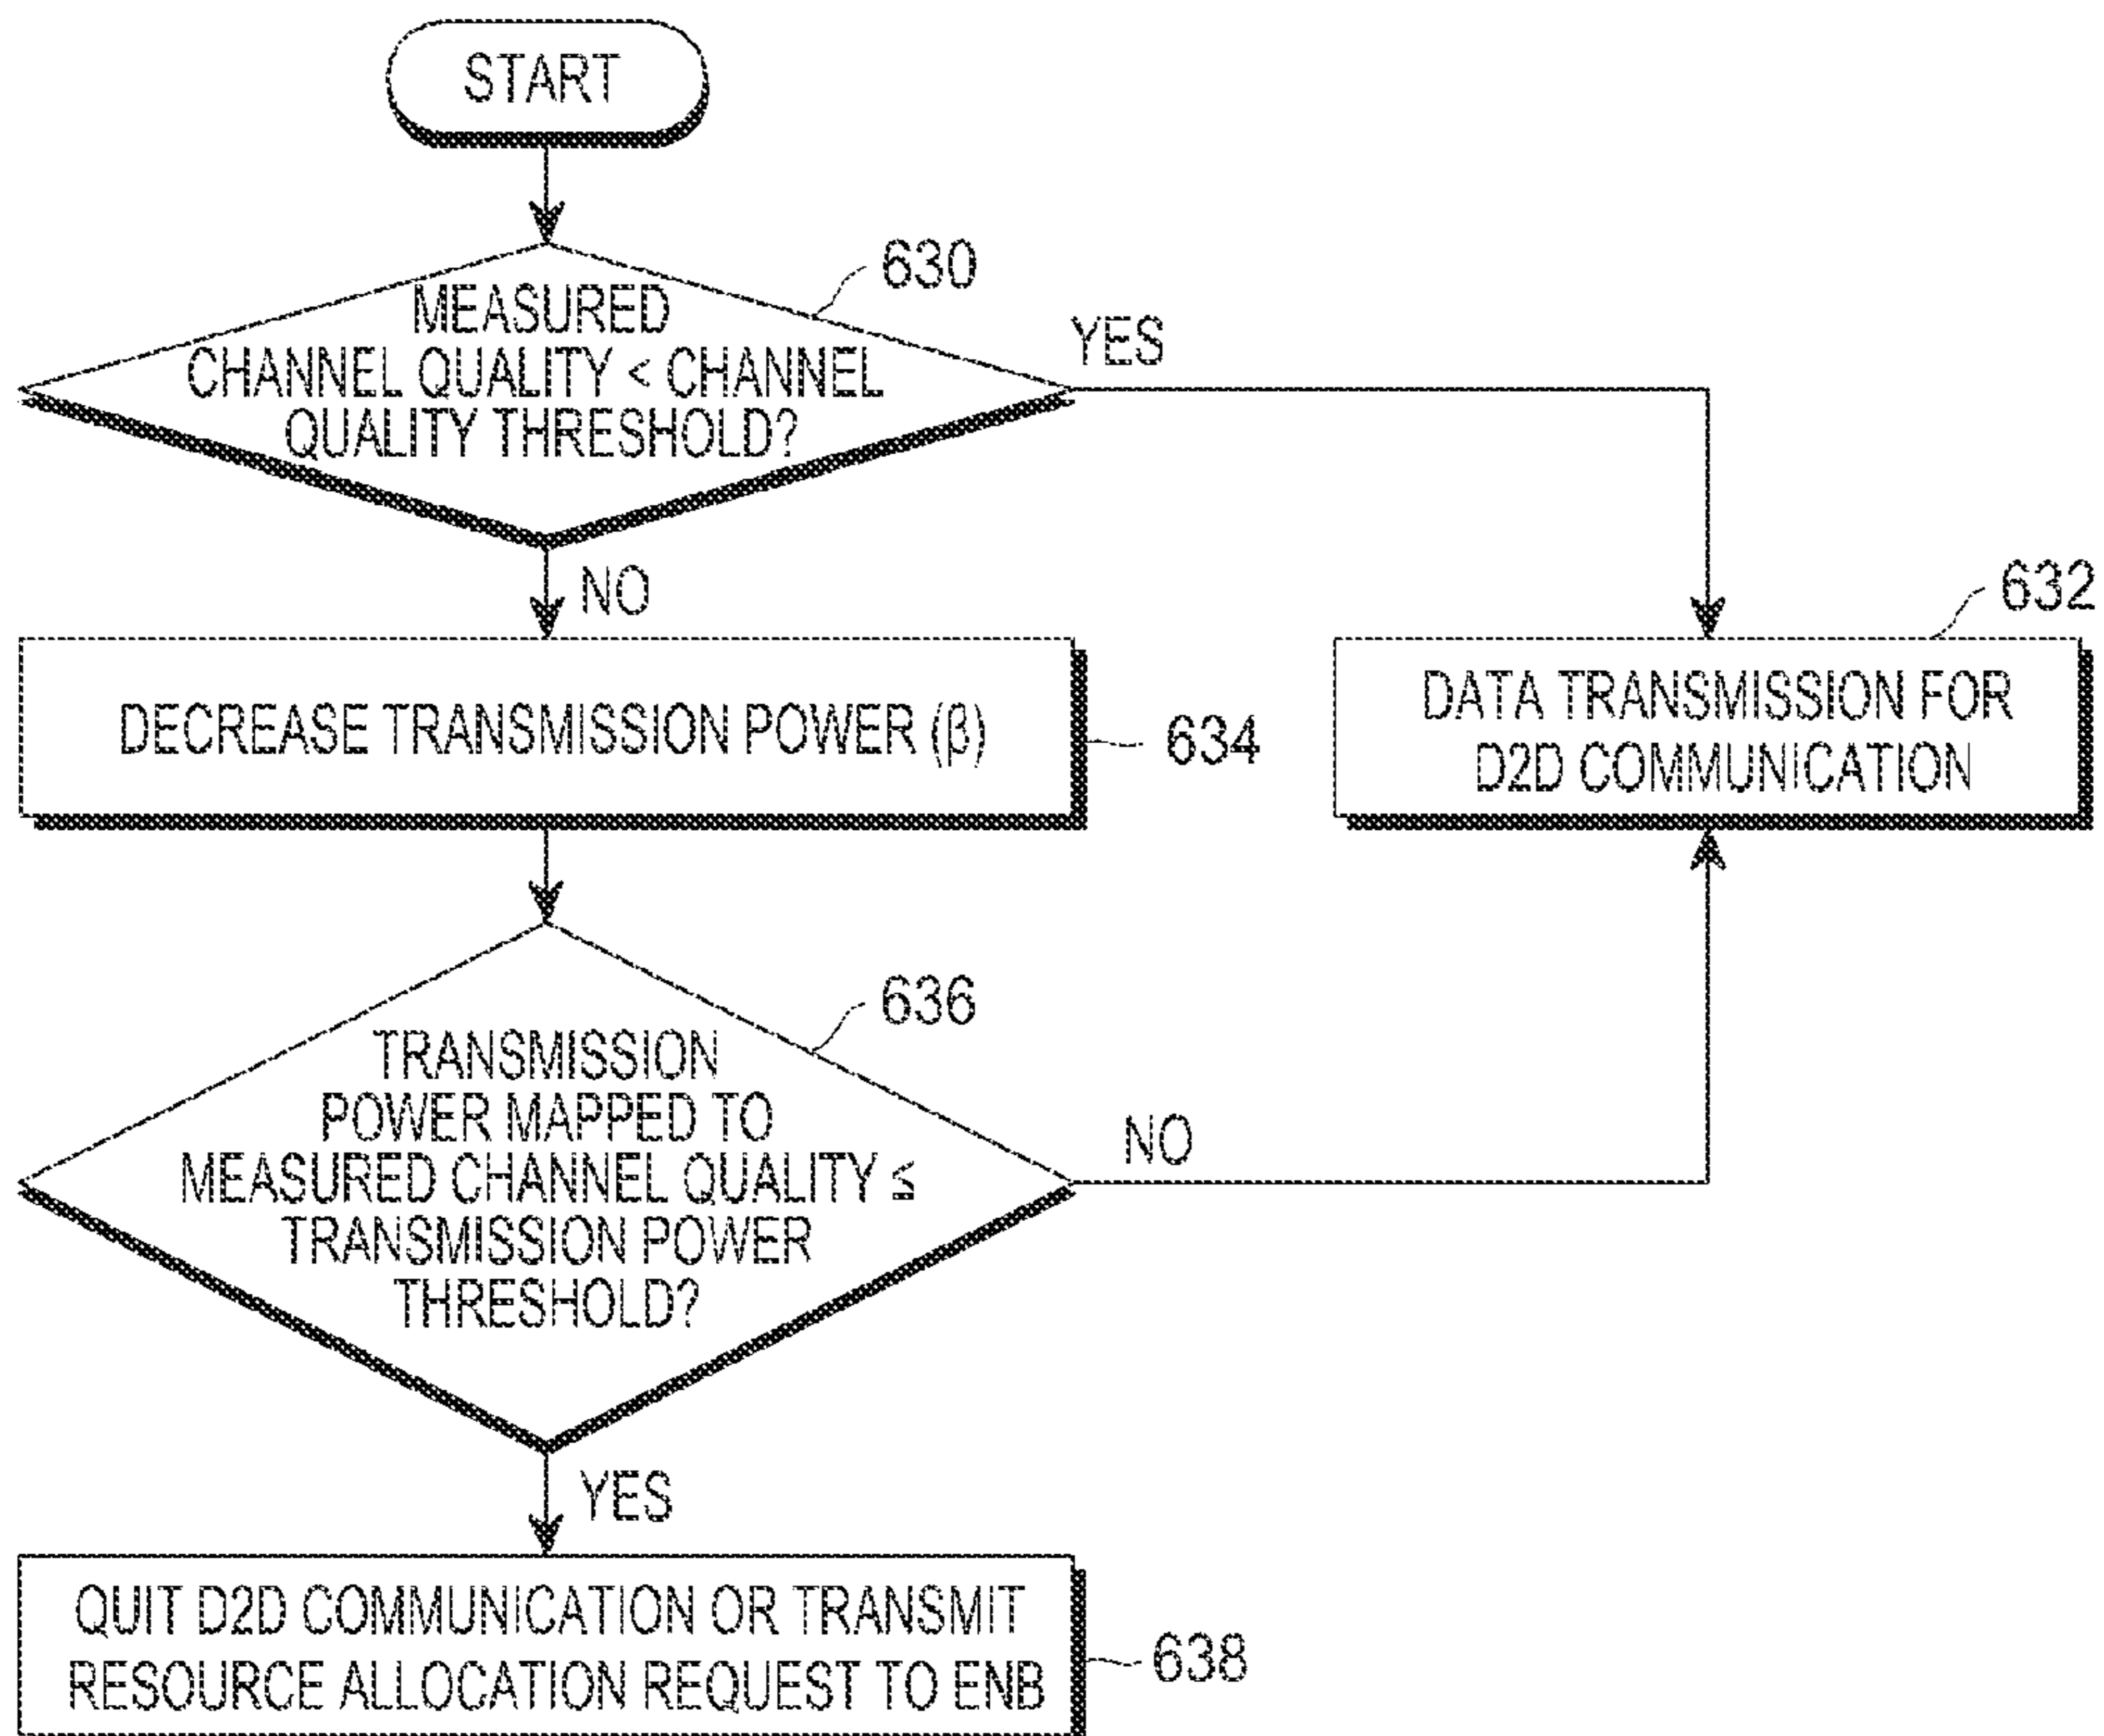 START
630
MEASURED
CHANNEL QUALITY < CHANNEL
QUALITY THRESHOLD?
YES
NO
632
DECREASE TRANSMISSION POWER (β)
634
DATA TRANSMISSION FOR
D2D COMMUNICATION
636
TRANSMISSION
POWER MAPPED TO
MEASURED CHANNEL QUALITY ≤
TRANSMISSION POWER
THRESHOLD?
NO
YES
QUIT D2D COMMUNICATION OR TRANSMIT
RESOURCE ALLOCATION REQUEST TO ENB
638